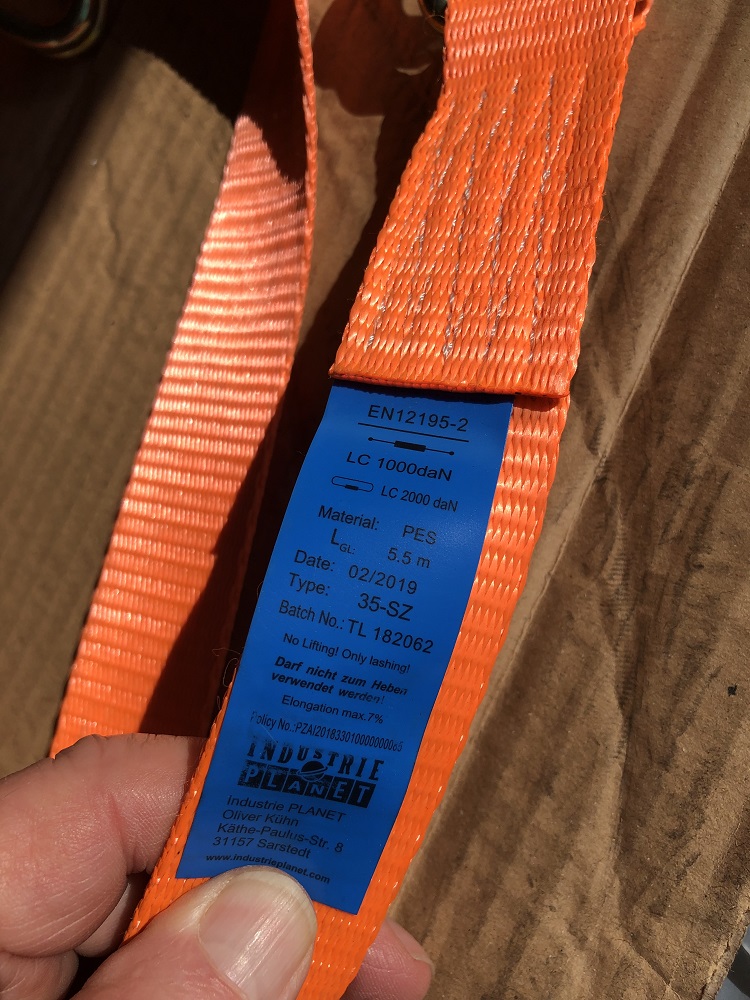 EN12195-2
LC 1000daN
LC 2000 daN
Material: PES
LGL: 5.5 m
Date: 02/2019
Type: 35-SZ
Batch No.: TL 182062
No Lifting! Only lashing!
Darf nicht zum Heben
verwendet werden!
Elongation max.7%
Policy No.:
INDUSTRIE
PLANET
Industrie PLANET
Oliver Kühn
Käthe-Paulus-Str. 8
31157 Sarstedt
www.industrieplanet.com